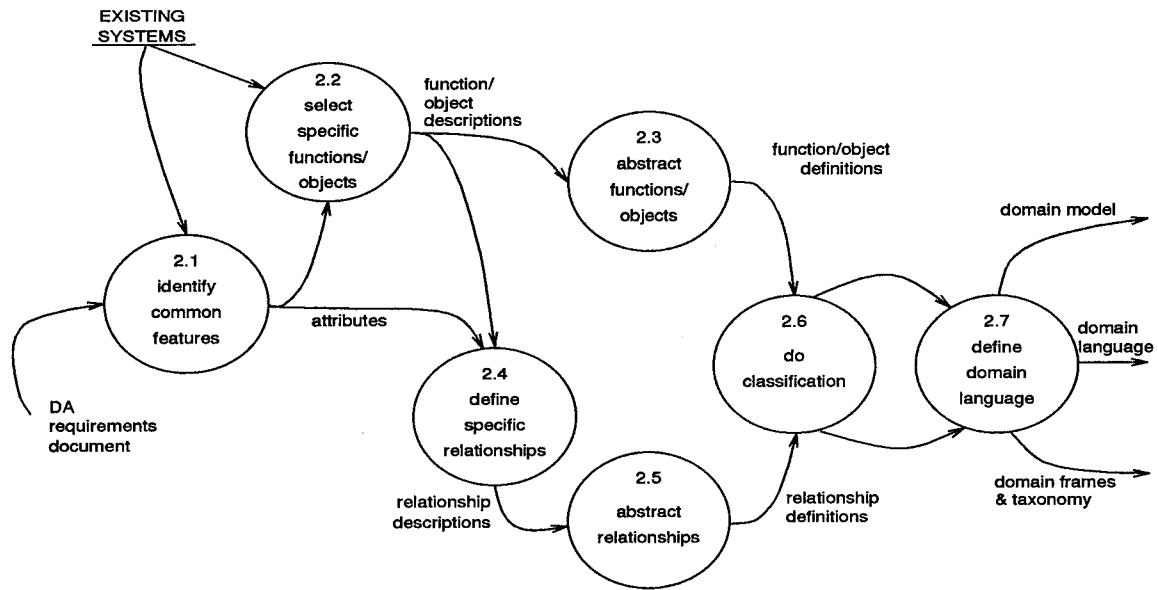 EXISTING
SYSTEMS
2.2
select
specific
functions/
objects
function/
object
descriptions
2.3
abstract
functions/
objects
function/object
definitions
domain model
2.1
identify
common
features
attributes
2.6
do
classification
2.7
define
domain
language
domain
language
DA
requirements
document
2.4
define
specific
relationships
relationship
descriptions
2.5
abstract
relationships
relationship
definitions
domain frames
& taxonomy